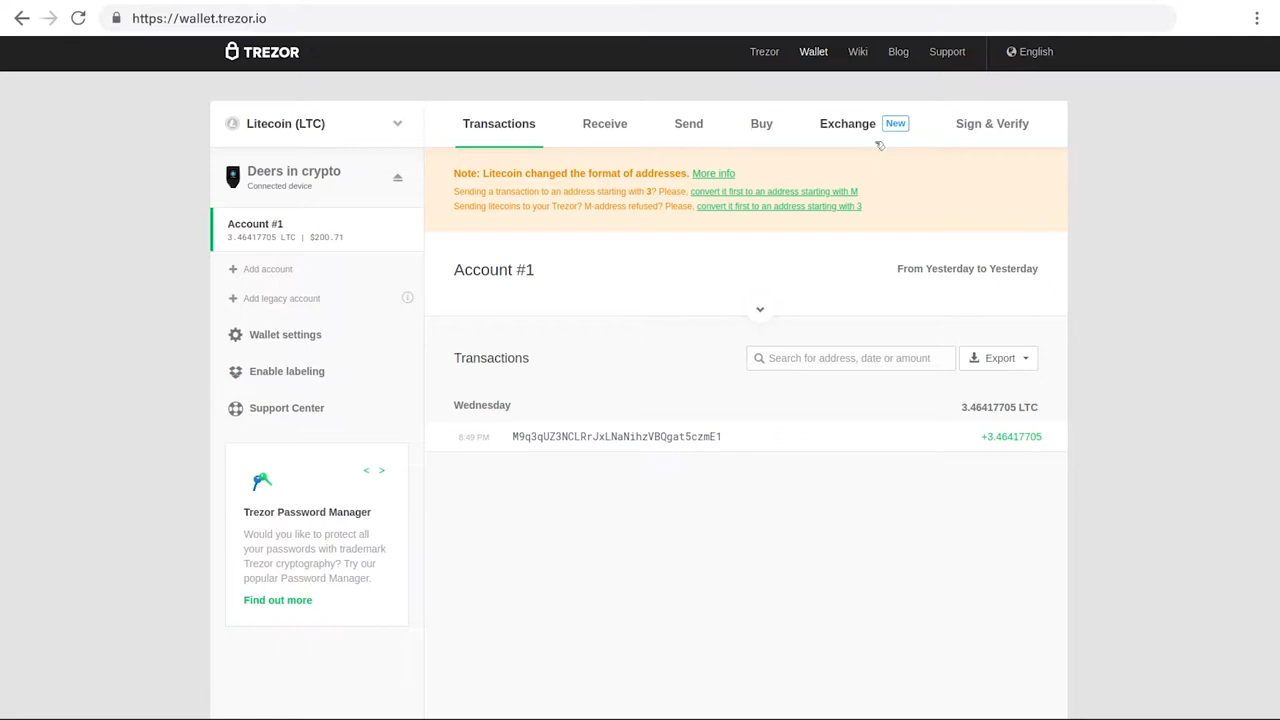 https://wallet.trezor.io
TREZOR
Trezor Wallet Wiki Blog Support English
Litecoin (LTC)
Transactions Receive Send Buy Exchange New Sign & Verify
Deers in crypto
Connected device
Note: Litecoin changed the format of addresses. More info
Sending a transaction to an address starting with 3? Please, convert it first to an address starting with M
Sending litecoins to your Trezor? M-address refused? Please, convert it first to an address starting with 3
Account #1
3.46417705 LTC | $200.71
Add account
Add legacy account
Wallet settings
Enable labeling
Support Center
Account #1
From Yesterday to Yesterday
Transactions
Search for address, date or amount
Export
Wednesday
3.46417705 LTC
8:49 PM M9q3qUZ3NCLRrJxLNaNihzVBQgat5czmE1 +3.46417705
< >
Trezor Password Manager
Would you like to protect all
your passwords with trademark
Trezor cryptography? Try our
popular Password Manager.
Find out more